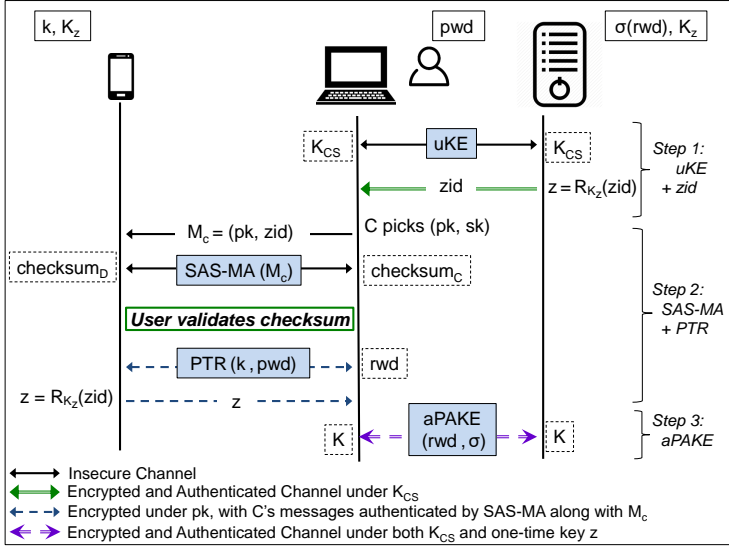 k, K_z
pwd
σ(rwd), K_z
K_CS
uKE
K_CS
Step 1:
uKE
+ zid
zid
z = R_Kz(zid)
M_c = (pk, zid)
C picks (pk, sk)
checksum_D
SAS-MA (M_c)
checksum_C
Step 2:
SAS-MA
+ PTR
User validates checksum
PTR (k , pwd)
rwd
z = R_Kz(zid)
z
K
aPAKE
(rwd , σ)
K
Step 3:
aPAKE
Insecure Channel
Encrypted and Authenticated Channel under K_CS
Encrypted under pk, with C's messages authenticated by SAS-MA along with M_c
Encrypted and Authenticated Channel under both K_CS and one-time key z